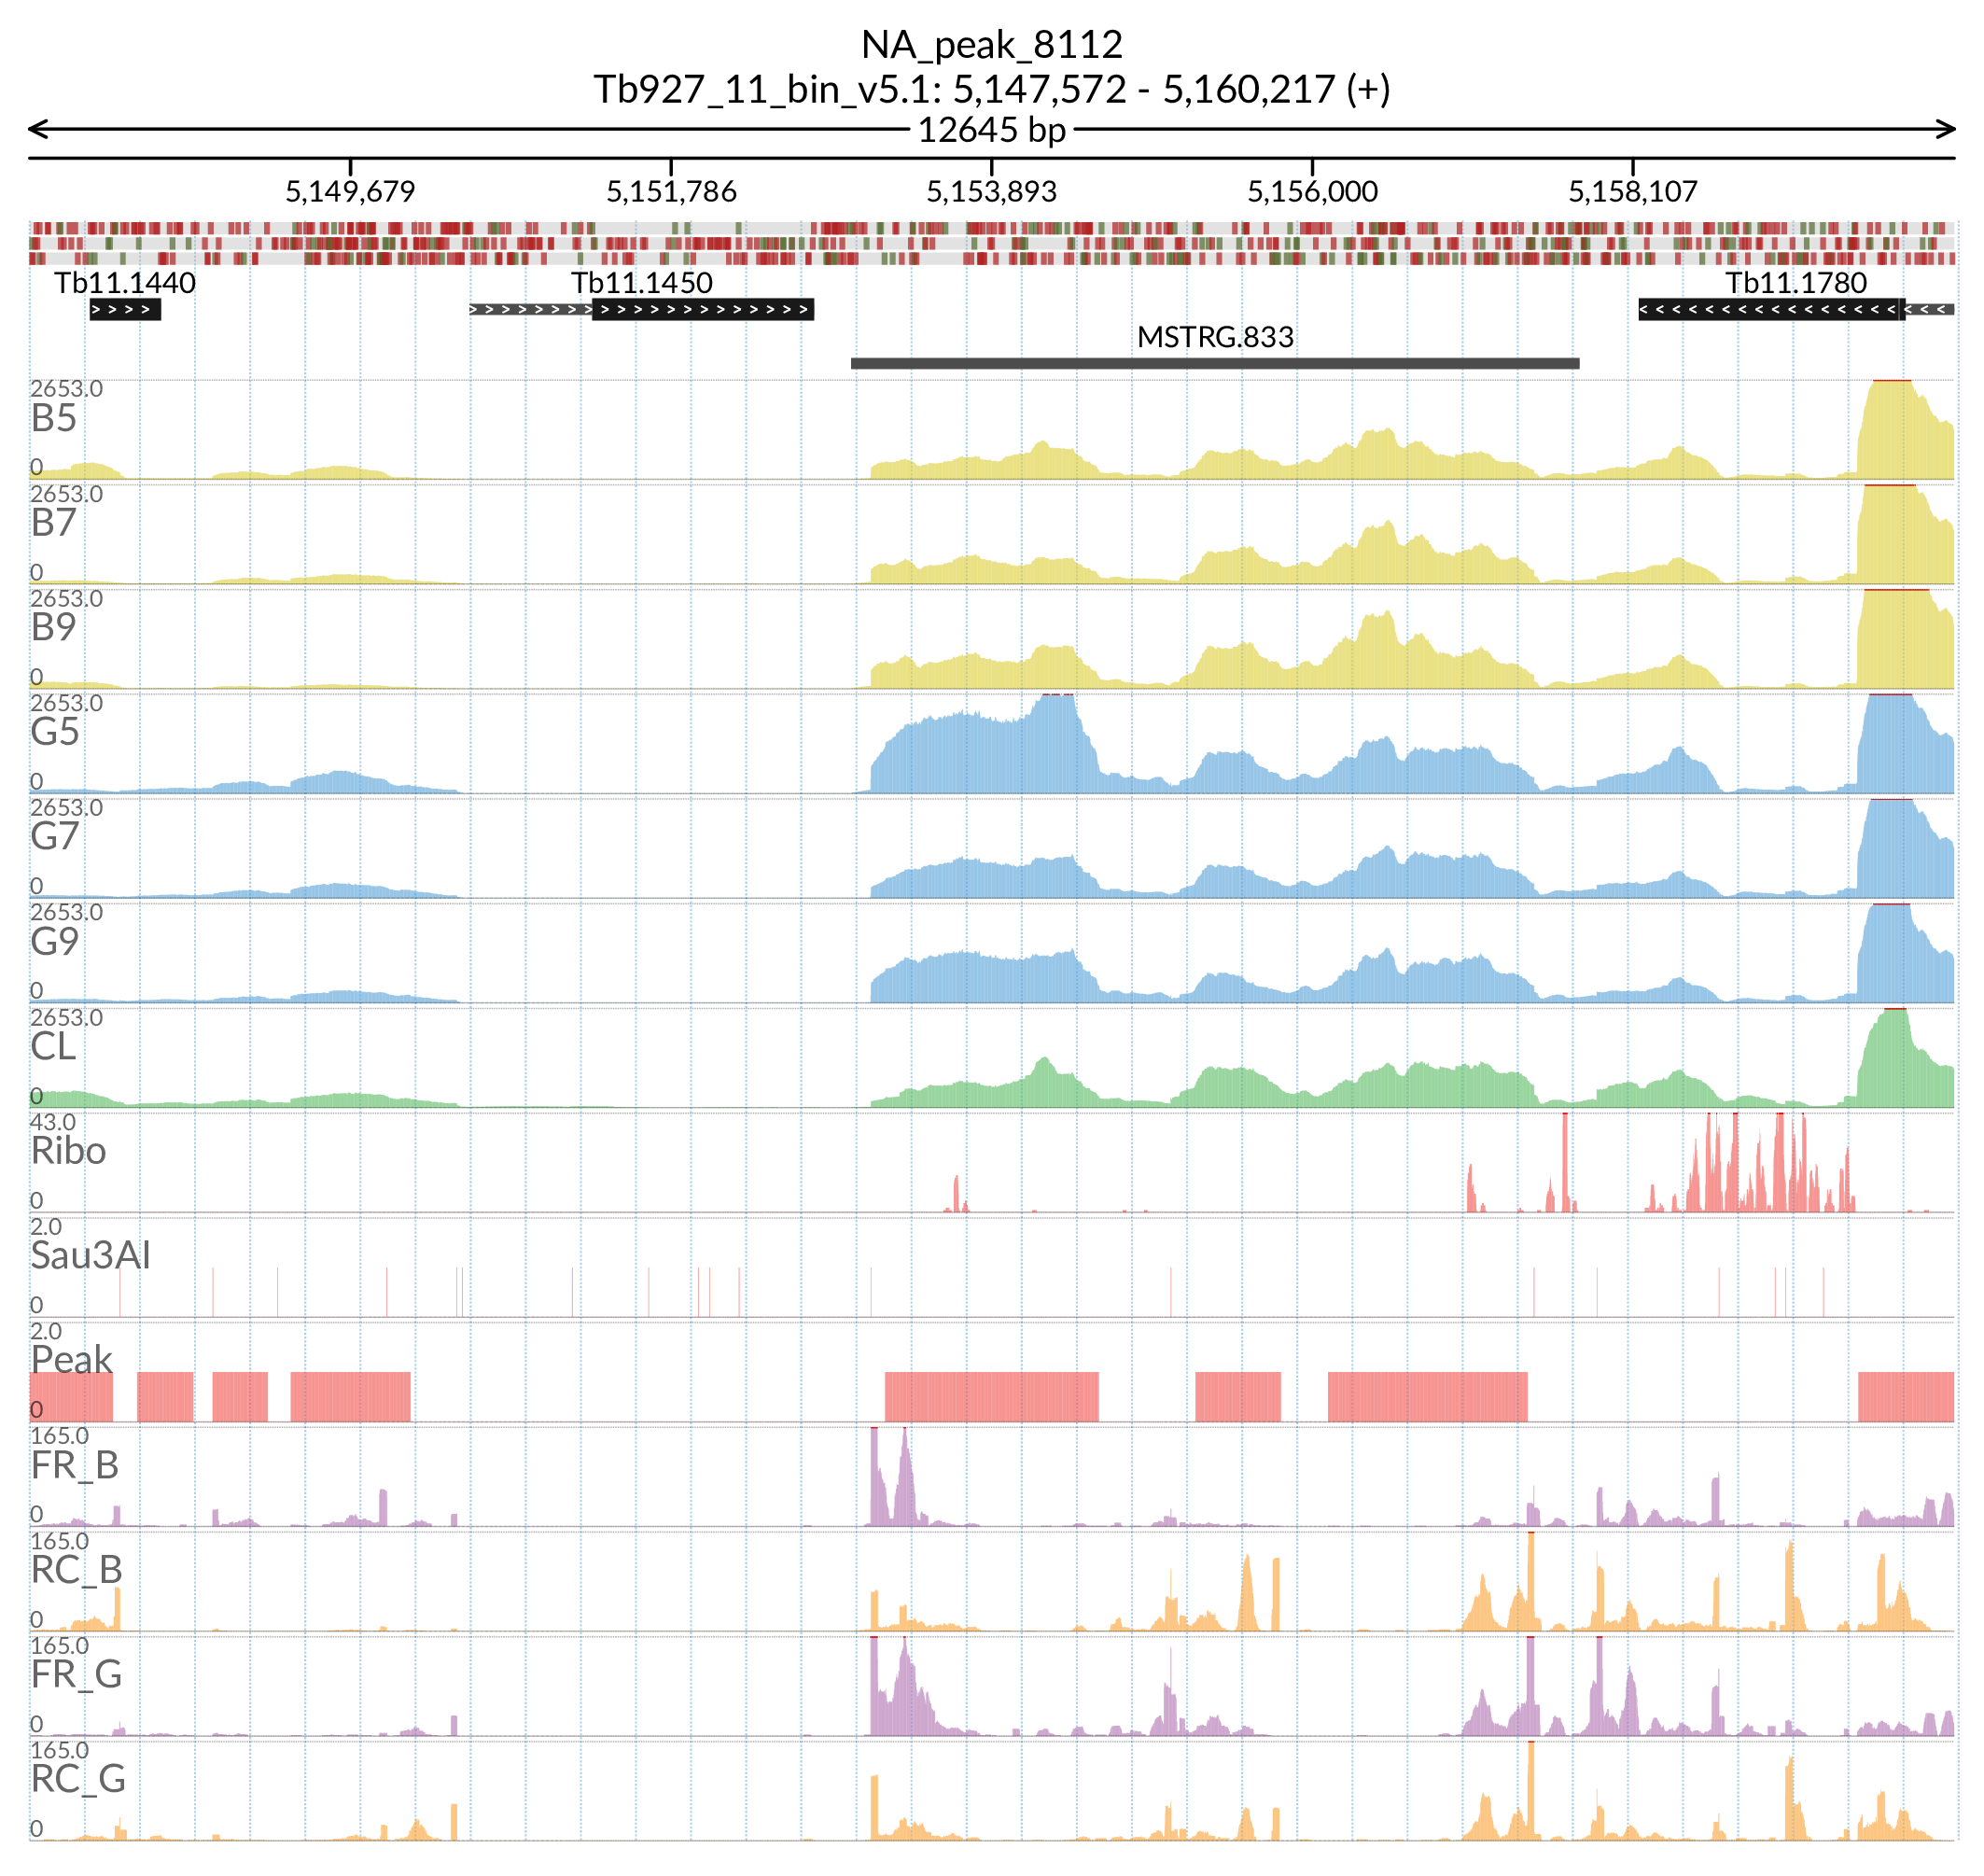 NA_peak_8112
Tb927_11_bin_v5.1: 5,147,572 - 5,160,217 (+)
12645 bp
5,149,679 5,151,786 5,153,893 5,156,000 5,158,107
Tb11.1440 Tb11.1450 Tb11.1780
MSTRG.833
2653.0
B5
0
2653.0
B7
0
2653.0
B9
0
2653.0
G5
0
2653.0
G7
0
2653.0
G9
0
2653.0
CL
0
43.0
Ribo
0
2.0
Sau3AI
0
2.0
Peak
0
165.0
FR_B
0
165.0
RC_B
0
165.0
FR_G
0
165.0
RC_G
0